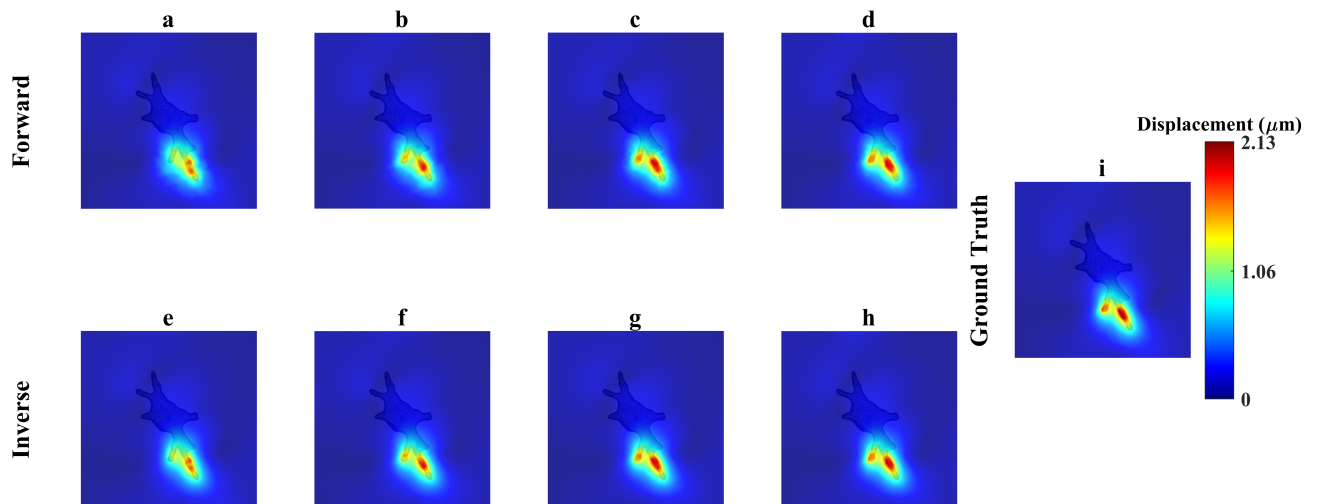 a b c d
Forward
Displacement (μm)
2.13
i
Ground Truth
1.06
0
e f g h
Inverse